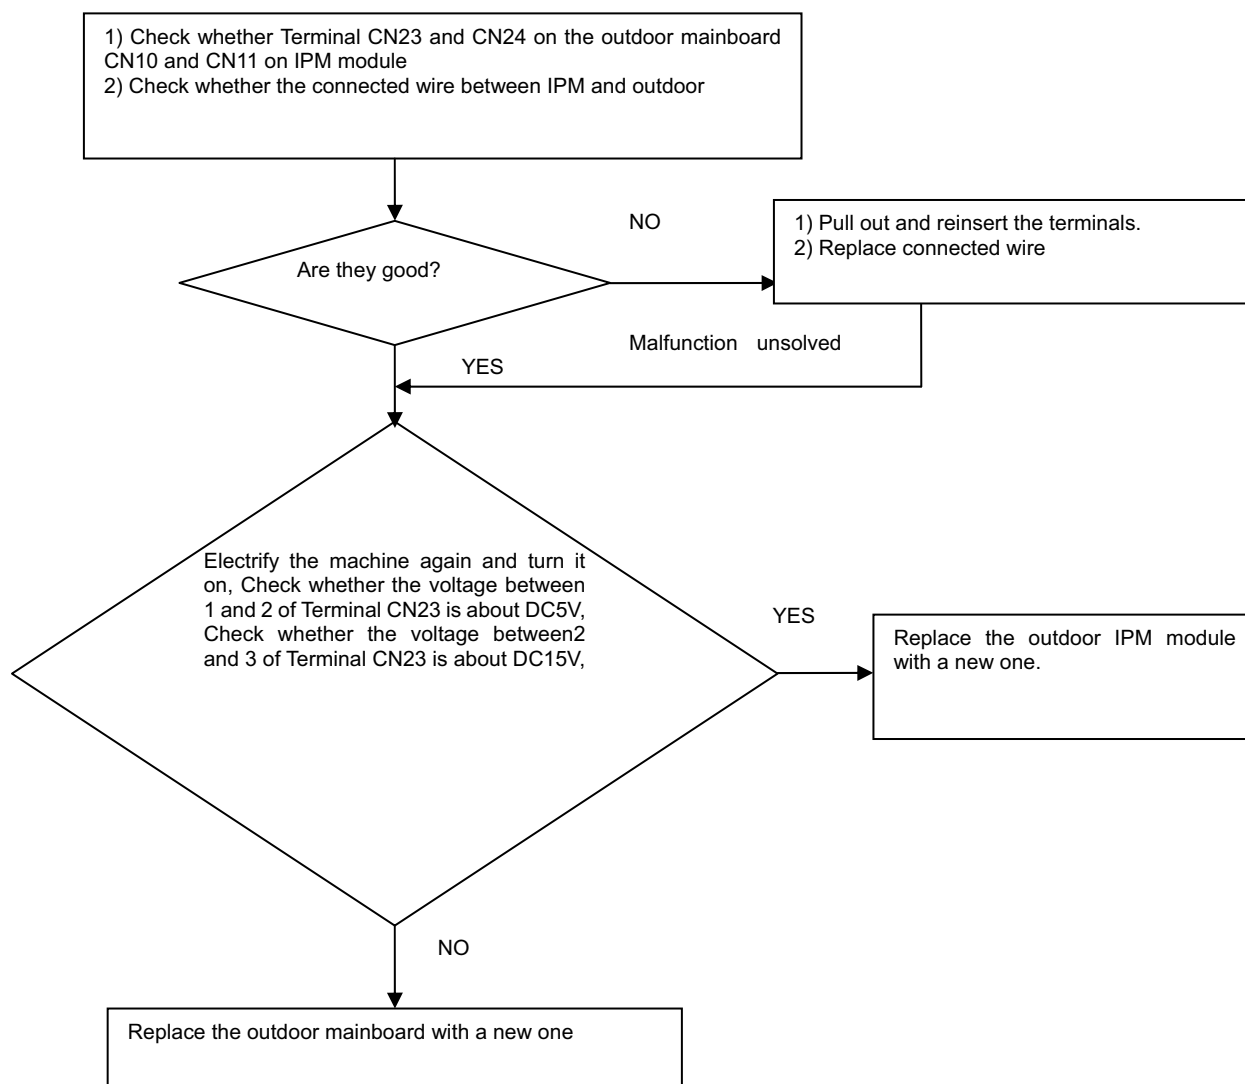 1) Check whether Terminal CN23 and CN24 on the outdoor mainboard
CN10 and CN11 on IPM module
2) Check whether the connected wire between IPM and outdoor
NO
1) Pull out and reinsert the terminals.
2) Replace connected wire
Are they good?
Malfunction unsolved
YES
Electrify the machine again and turn it
on, Check whether the voltage between
1 and 2 of Terminal CN23 is about DC5V,
Check whether the voltage between2
and 3 of Terminal CN23 is about DC15V,
YES
Replace the outdoor IPM module
with a new one.
NO
Replace the outdoor mainboard with a new one